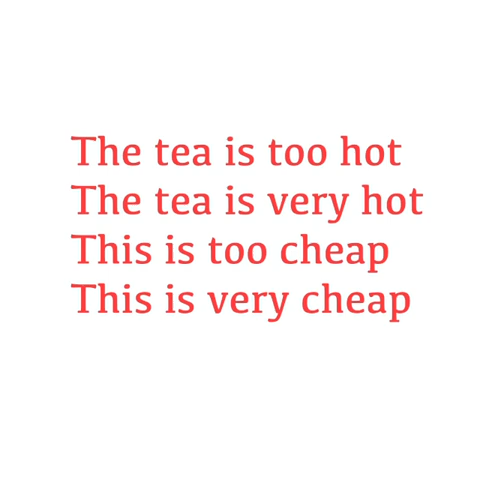 The tea is too hot
The tea is very hot
This is too cheap
This is very cheap